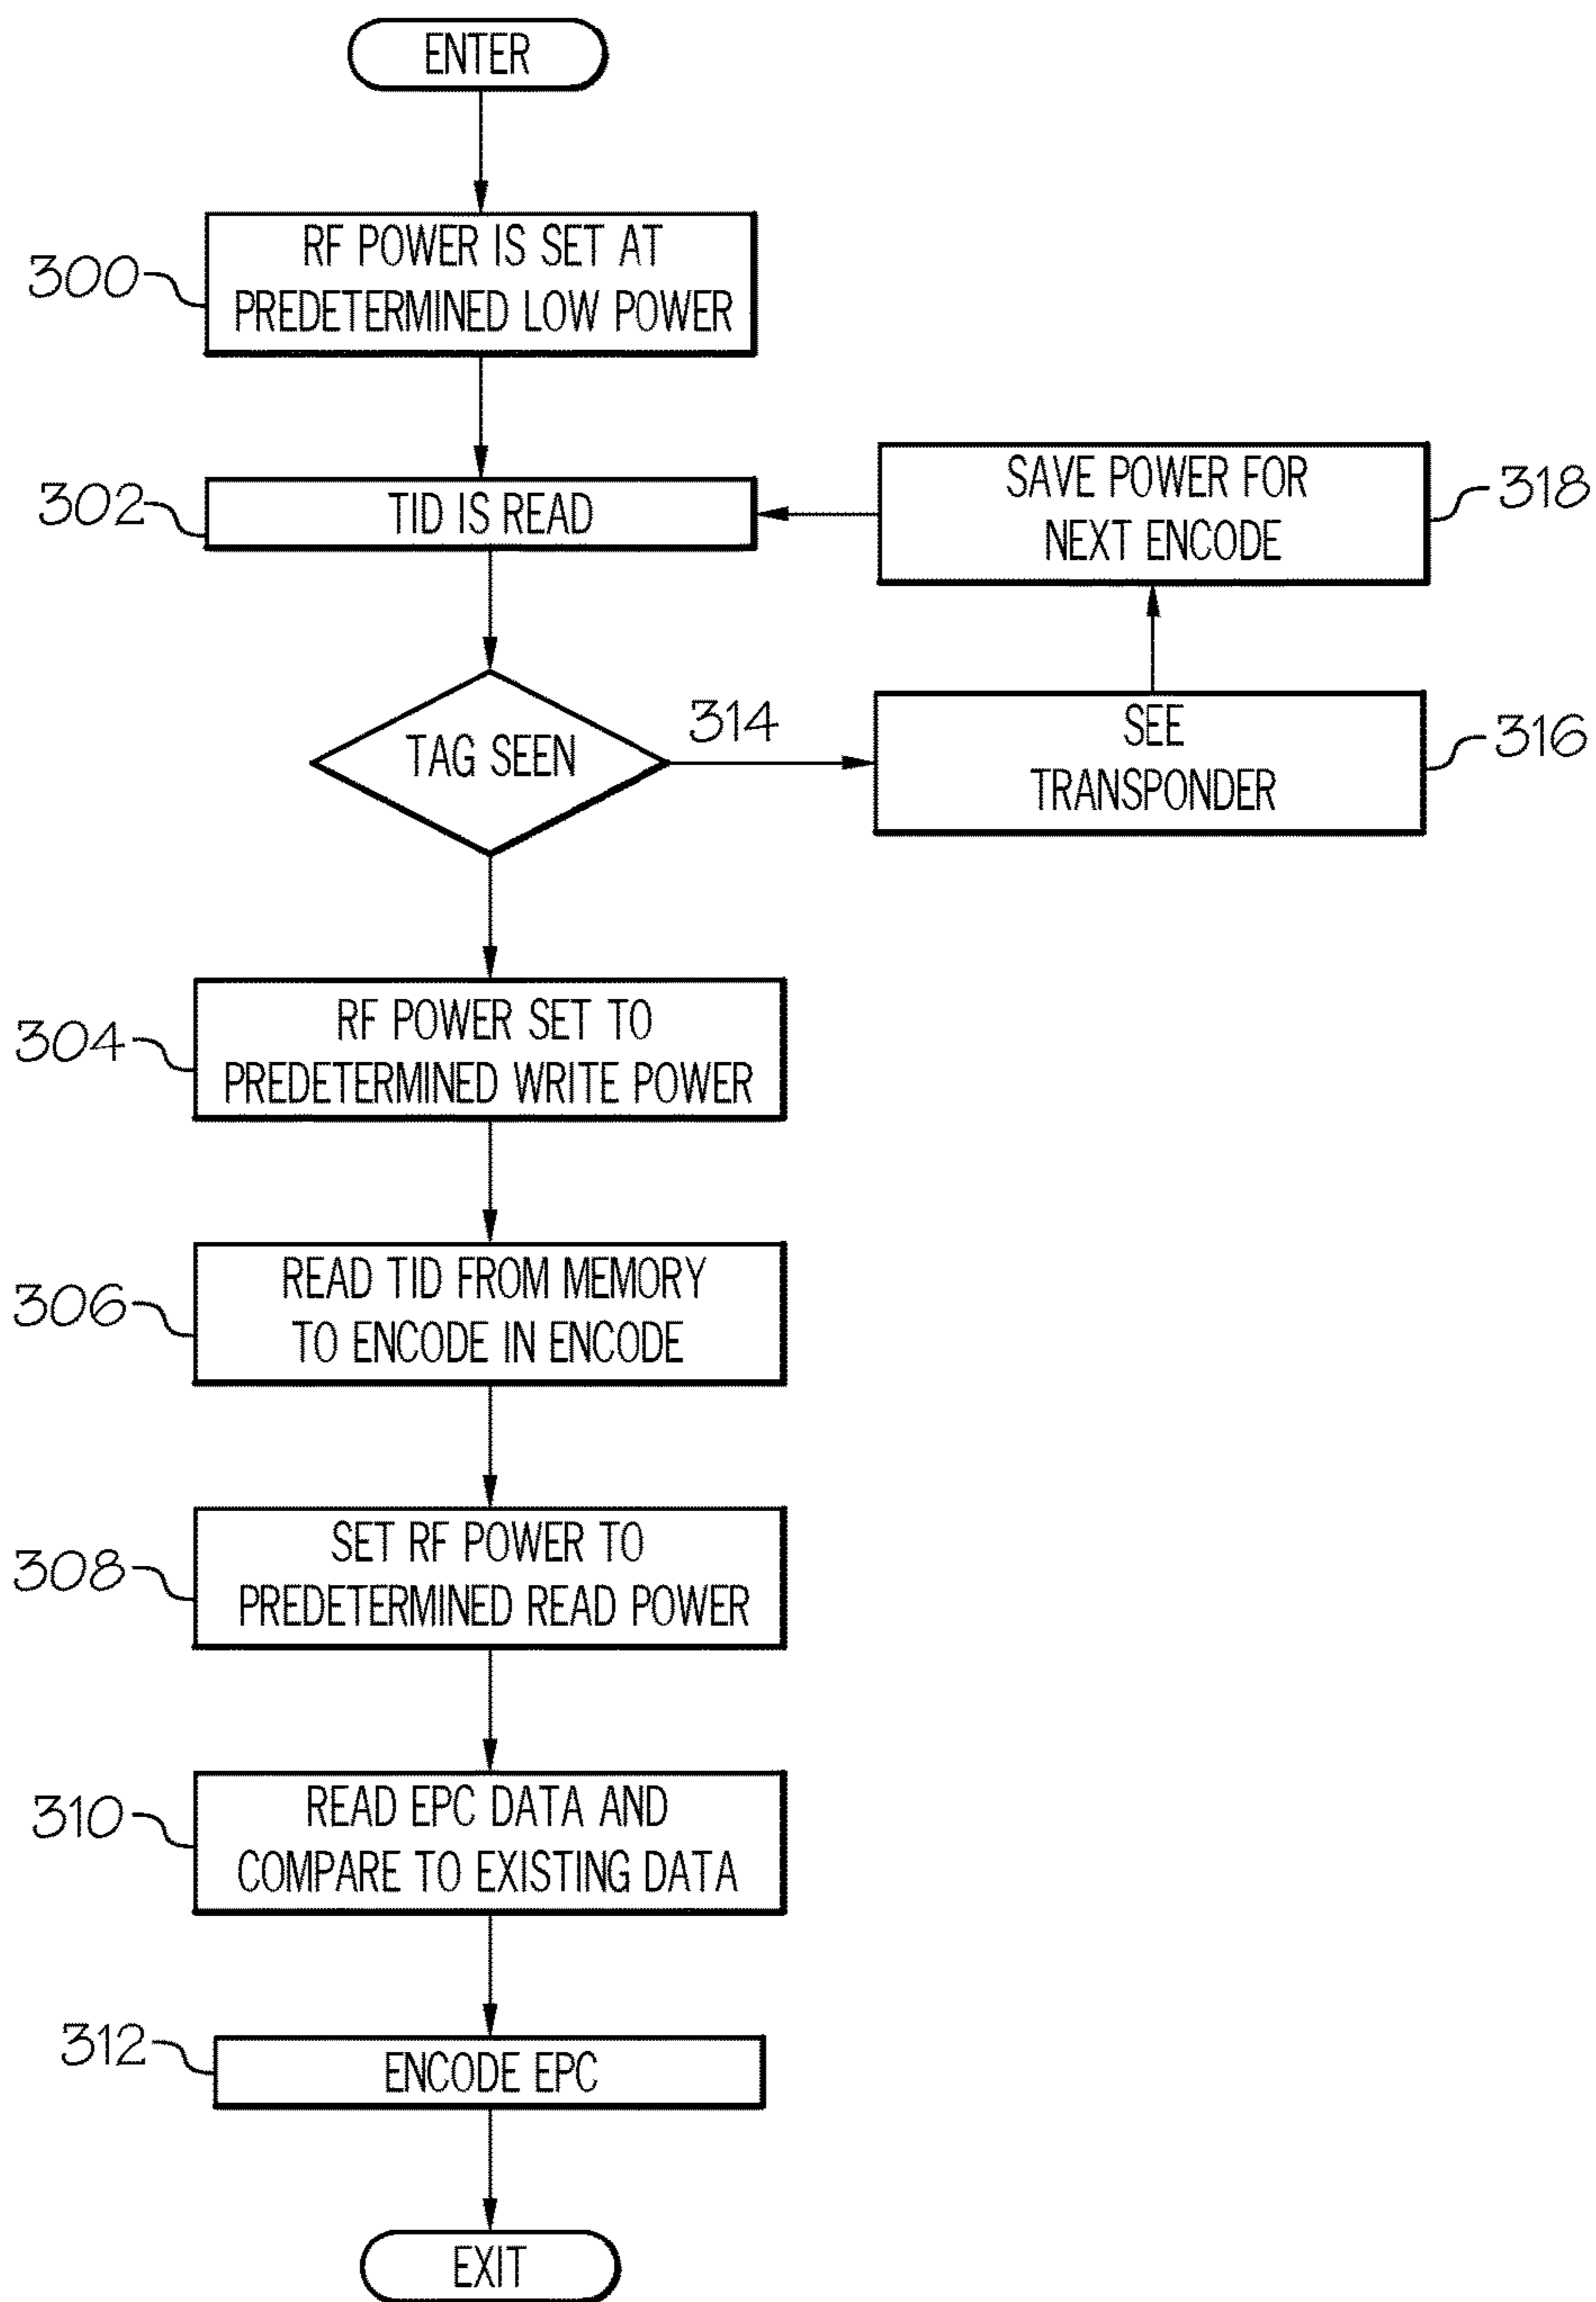 ENTER
300
RF POWER IS SET AT
PREDETERMINED LOW POWER
302
TID IS READ
SAVE POWER FOR
NEXT ENCODE
318
TAG SEEN
314
SEE
TRANSPONDER
316
304
RF POWER SET TO
PREDETERMINED WRITE POWER
306
READ TID FROM MEMORY
TO ENCODE IN ENCODE
308
SET RF POWER TO
PREDETERMINED READ POWER
310
READ EPC DATA AND
COMPARE TO EXISTING DATA
312
ENCODE EPC
EXIT